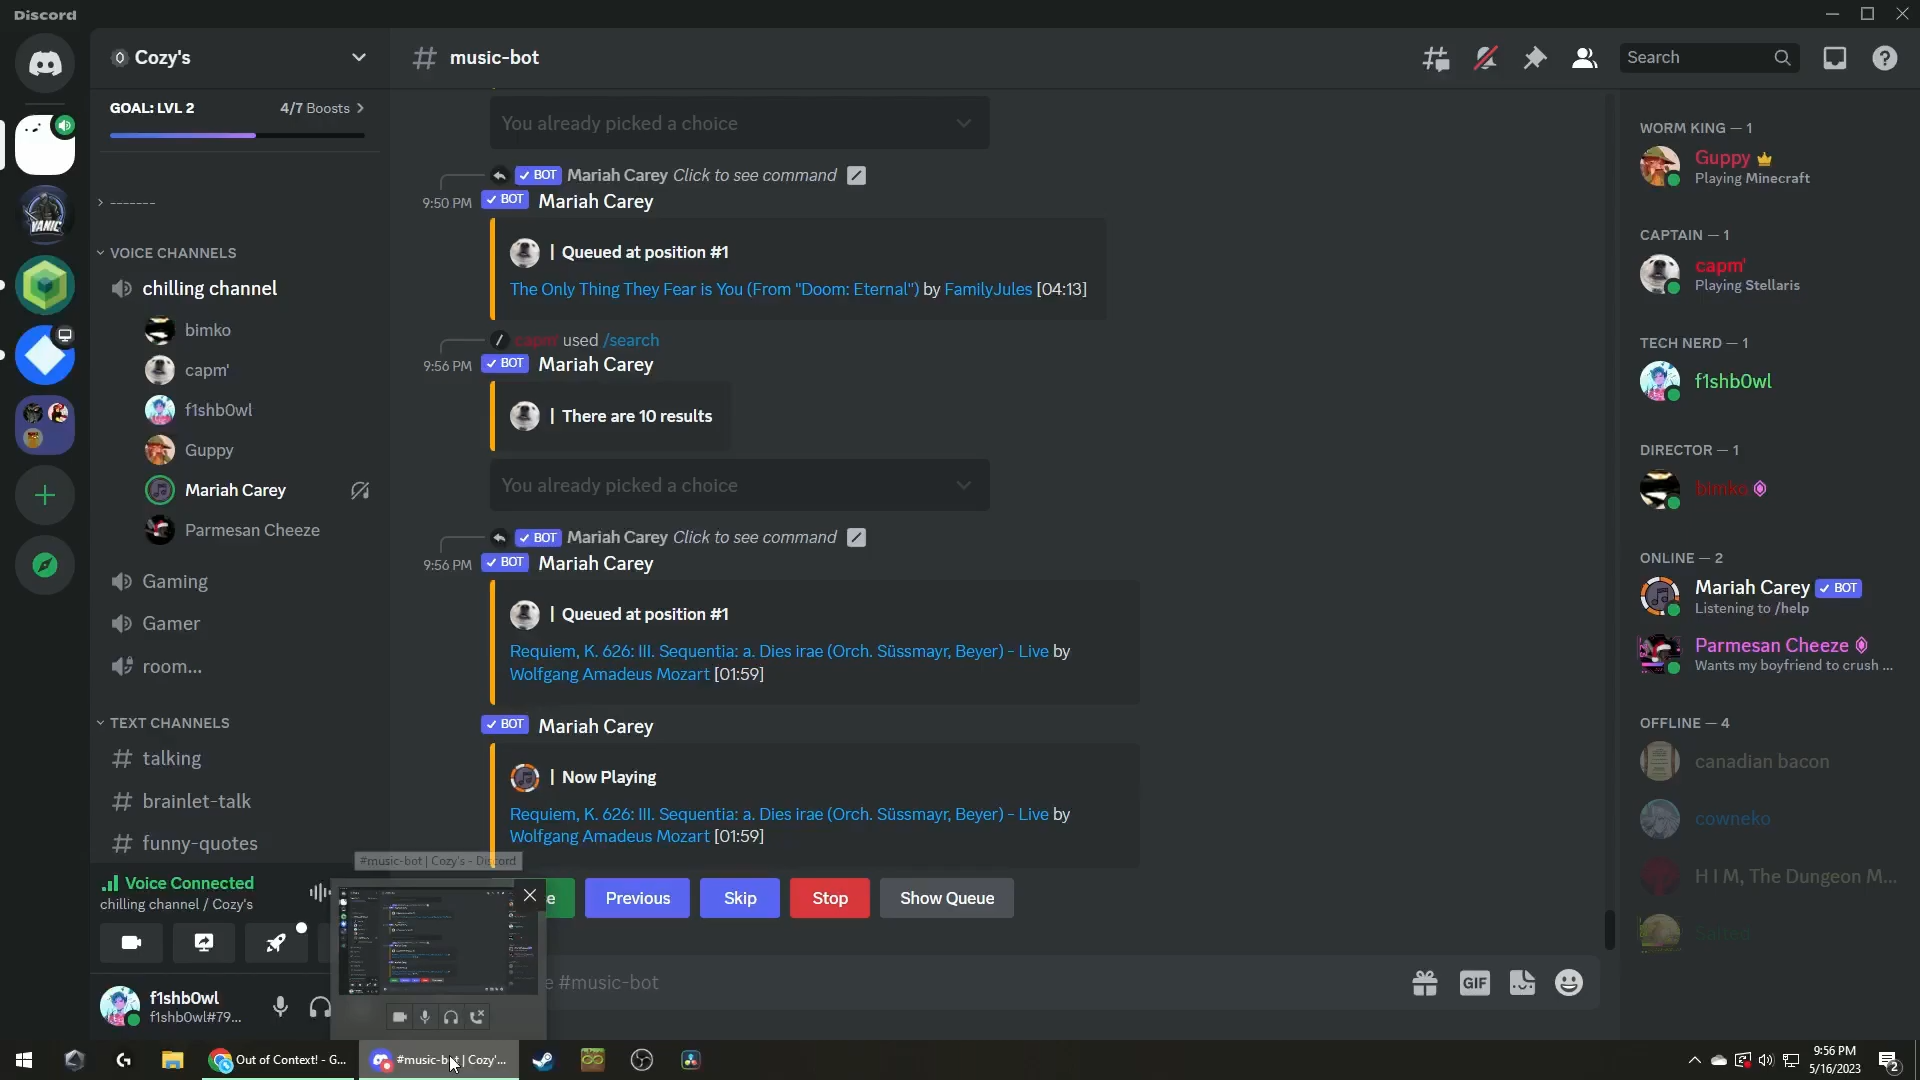 Discord
Cozy's
music-bot
Search
GOAL: LVL 2
4/7 Boosts
-------
VOICE CHANNELS
chilling channel
bimko
capm'
f1shb0wl
Guppy
Mariah Carey
Parmesan Cheeze
Gaming
Gamer
room...
TEXT CHANNELS
talking
brainlet-talk
funny-quotes
Voice Connected
chilling channel / Cozy's
f1shb0wl
f1shb0wl#79...
VANIC
You already picked a choice
BOT Mariah Carey Click to see command
9:50 PM BOT Mariah Carey
| Queued at position #1
The Only Thing They Fear is You (From "Doom: Eternal") by FamilyJules [04:13]
capm' used /search
9:56 PM BOT Mariah Carey
| There are 10 results
You already picked a choice
BOT Mariah Carey Click to see command
9:56 PM BOT Mariah Carey
| Queued at position #1
Requiem, K. 626: III. Sequentia: a. Dies irae (Orch. Süssmayr, Beyer) - Live by
Wolfgang Amadeus Mozart [01:59]
BOT Mariah Carey
| Now Playing
Requiem, K. 626: III. Sequentia: a. Dies irae (Orch. Süssmayr, Beyer) - Live by
Wolfgang Amadeus Mozart [01:59]
#music-bot | Cozy's - Discord
Previous
Skip
Stop
Show Queue
#music-bot
GIF
WORM KING — 1
Guppy
Playing Minecraft
CAPTAIN — 1
capm'
Playing Stellaris
TECH NERD — 1
f1shb0wl
DIRECTOR — 1
bimko
ONLINE — 2
Mariah Carey BOT
Listening to /help
Parmesan Cheeze
Wants my boyfriend to crush ...
OFFLINE — 4
canadian bacon
cowneko
H I M, The Dungeon M...
Salted
Out of Context! - G...
#music-bot | Cozy'...
9:56 PM
5/16/2023
2